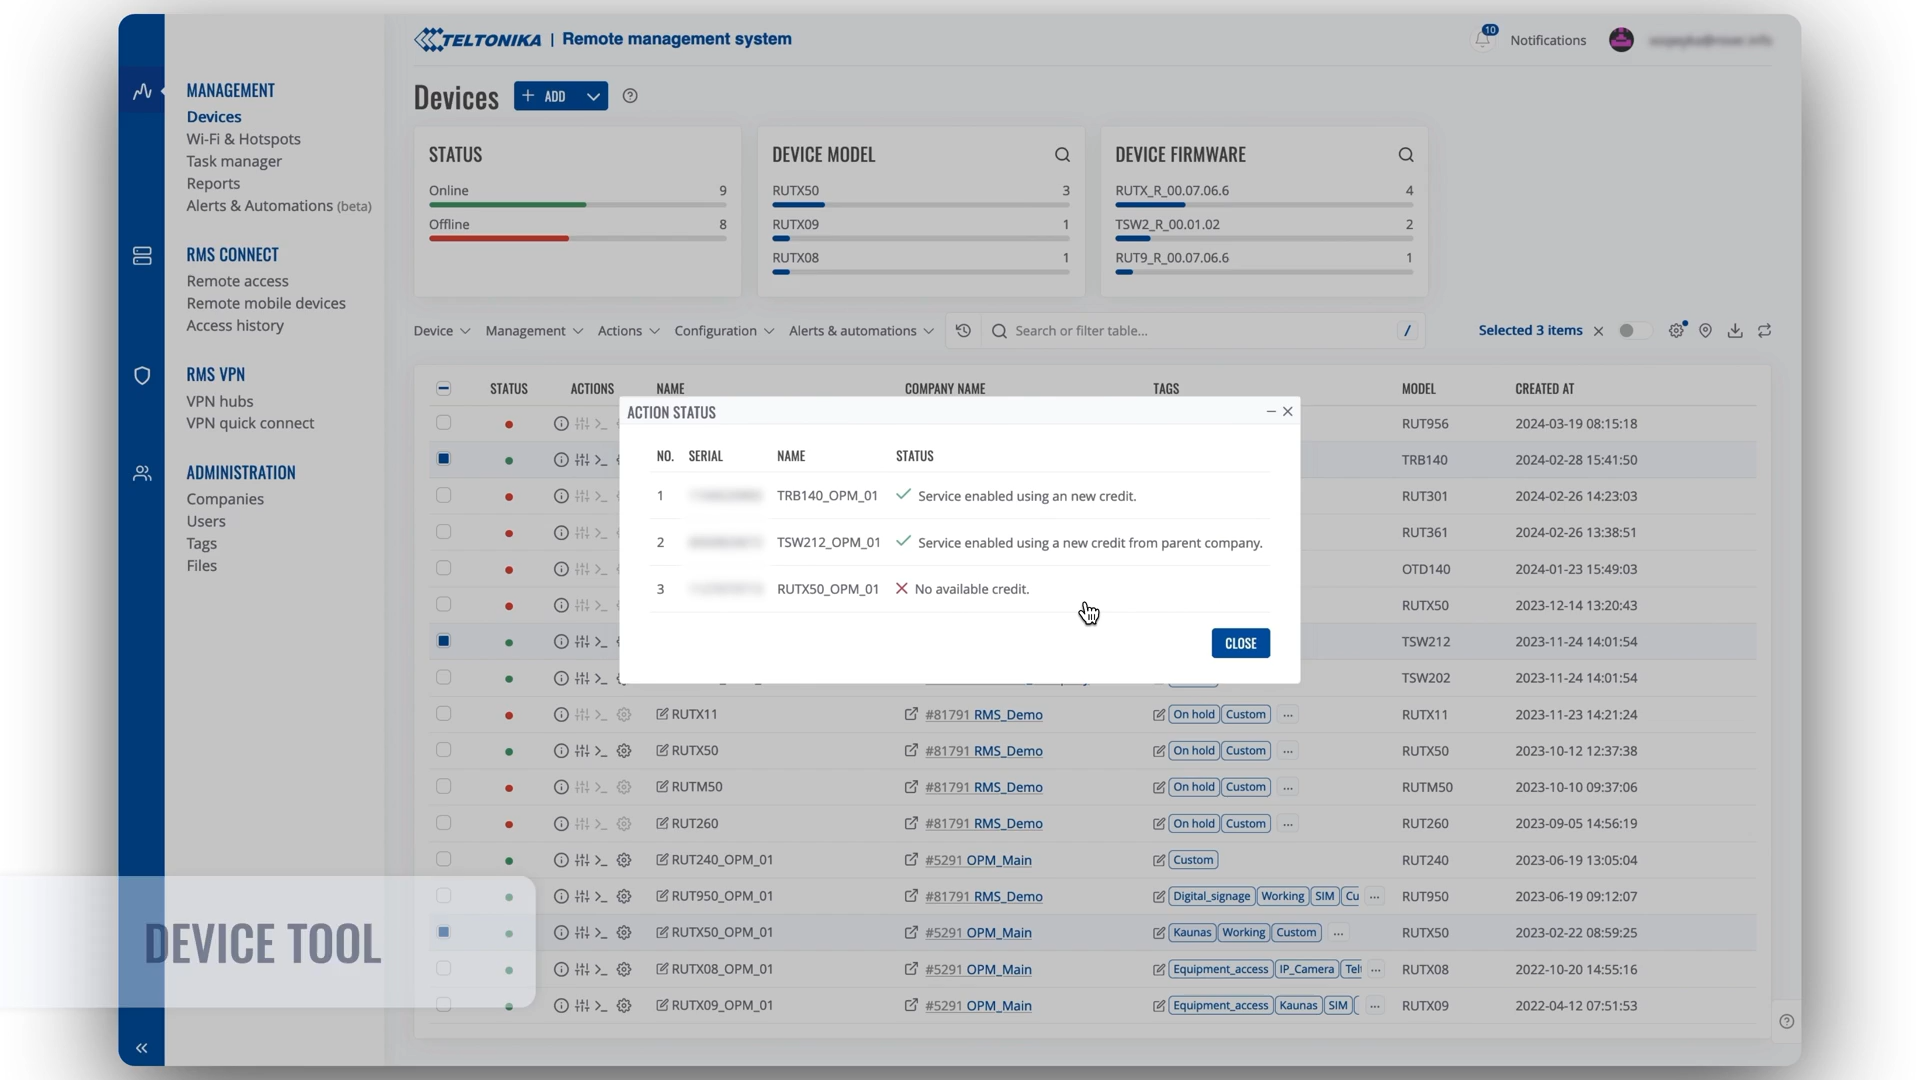 TELTONIKA | Remote management system
10
Notifications
MANAGEMENT
Devices
Wi-Fi & Hotspots
Task manager
Reports
Alerts & Automations (beta)
RMS CONNECT
Remote access
Remote mobile devices
Access history
RMS VPN
VPN hubs
VPN quick connect
ADMINISTRATION
Companies
Users
Tags
Files
Devices
+ ADD
STATUS
Online 9
Offline 8
DEVICE MODEL
RUTX50 3
RUTX09 1
RUTX08 1
DEVICE FIRMWARE
RUTX_R_00.07.06.6 4
TSW2_R_00.01.02 2
RUT9_R_00.07.06.6 1
Device Management Actions Configuration Alerts & automations Search or filter table... / Selected 3 items
STATUS ACTIONS NAME COMPANY NAME TAGS MODEL CREATED AT
RUT956 2024-03-19 08:15:18
TRB140 2024-02-28 15:41:50
RUT301 2024-02-26 14:23:03
RUT361 2024-02-26 13:38:51
OTD140 2024-01-23 15:49:03
RUTX50 2023-12-14 13:20:43
TSW212 2023-11-24 14:01:54
TSW202 2023-11-24 14:01:54
ACTION STATUS
NO. SERIAL NAME STATUS
1 TRB140_OPM_01 Service enabled using an new credit.
2 TSW212_OPM_01 Service enabled using a new credit from parent company.
3 RUTX50_OPM_01 No available credit.
CLOSE
RUTX11 #81791 RMS_Demo On hold Custom ... RUTX11 2023-11-23 14:21:24
RUTX50 #81791 RMS_Demo On hold Custom ... RUTX50 2023-10-12 12:37:38
RUTM50 #81791 RMS_Demo On hold Custom ... RUTM50 2023-10-10 09:37:06
RUT260 #81791 RMS_Demo On hold Custom ... RUT260 2023-09-05 14:56:19
RUT240_OPM_01 #5291 OPM_Main Custom RUT240 2023-06-19 13:05:04
RUT950_OPM_01 #81791 RMS_Demo Digital_signage Working SIM Cu ... RUT950 2023-06-19 09:12:07
RUTX50_OPM_01 #5291 OPM_Main Kaunas Working Custom ... RUTX50 2023-02-22 08:59:25
RUTX08_OPM_01 #5291 OPM_Main Equipment_access IP_Camera Tel ... RUTX08 2022-10-20 14:55:16
RUTX09_OPM_01 #5291 OPM_Main Equipment_access Kaunas SIM ... RUTX09 2022-04-12 07:51:53
DEVICE TOOL